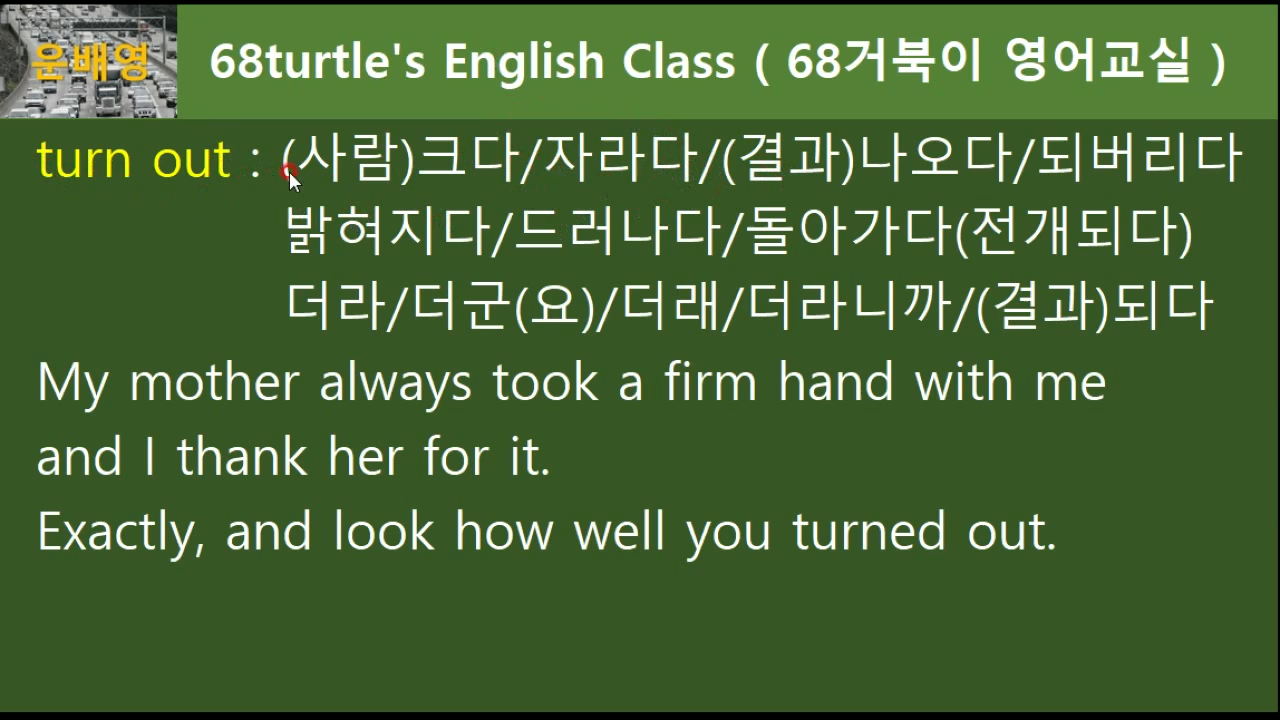 운배영
68turtle's English Class ( 68거북이 영어교실 )
turn out : (사람)크다/자라다/(결과)나오다/되버리다
밝혀지다/드러나다/돌아가다(전개되다)
더라/더군(요)/더래/더라니까/(결과)되다
My mother always took a firm hand with me
and I thank her for it.
Exactly, and look how well you turned out.